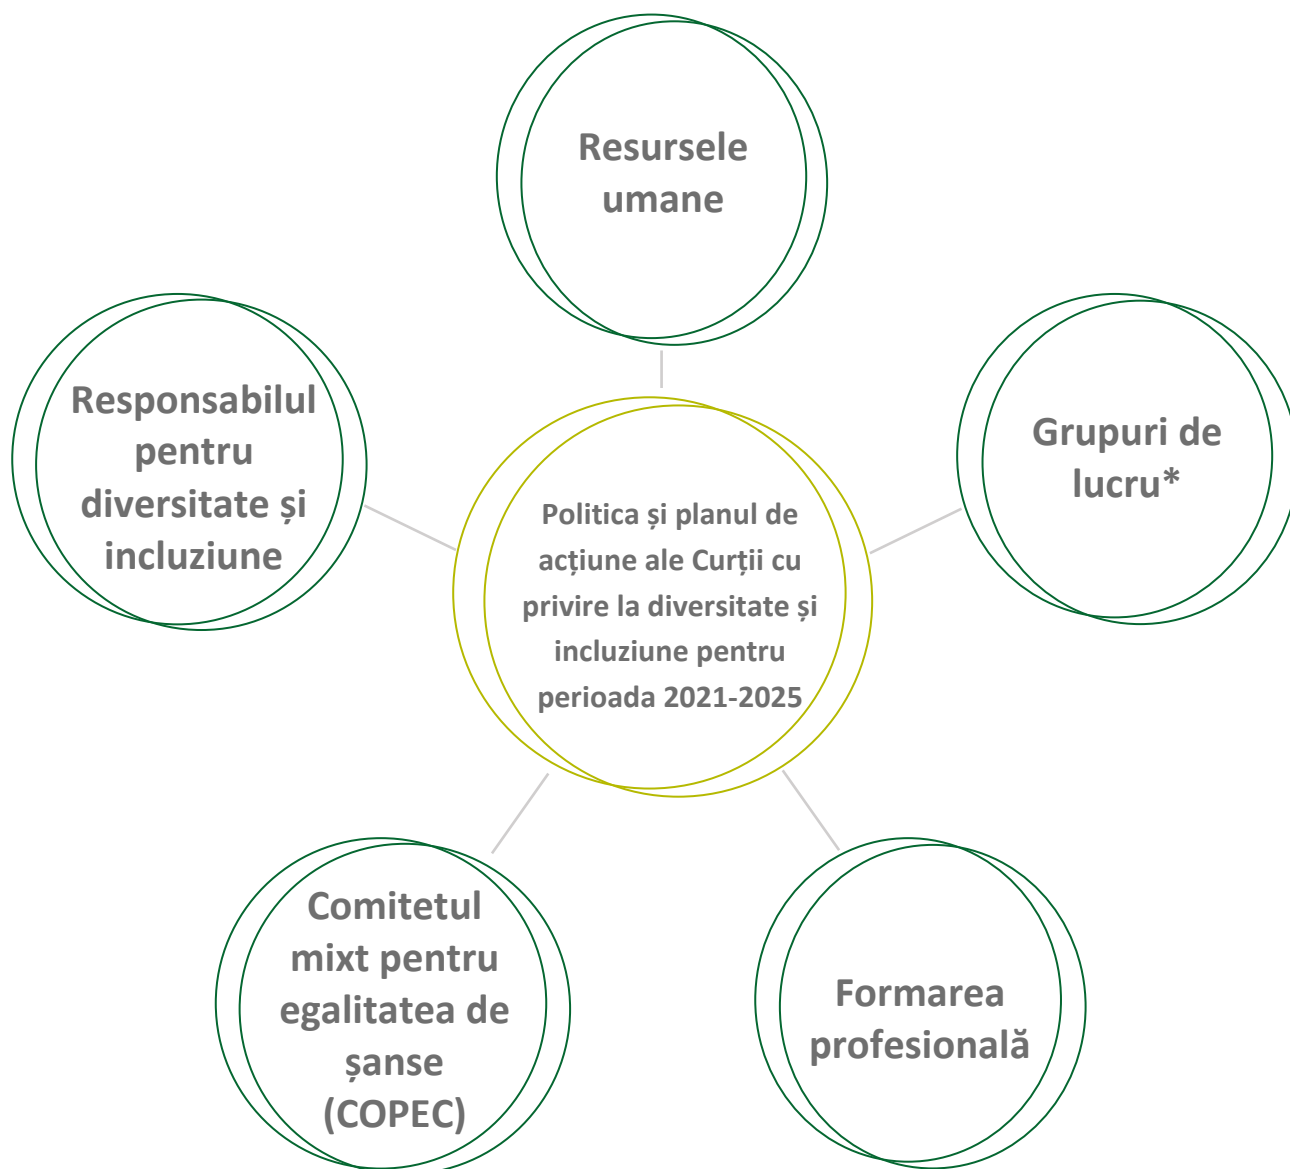 Resursele
umane
Responsabilul
pentru
diversitate și
incluziune
Grupuri de
lucru*
Politica și planul de
acțiune ale Curții cu
privire la diversitate și
incluziune pentru
perioada 2021-2025
Comitetul
mixt pentru
egalitatea de
șanse
(COPEC)
Formarea
profesională